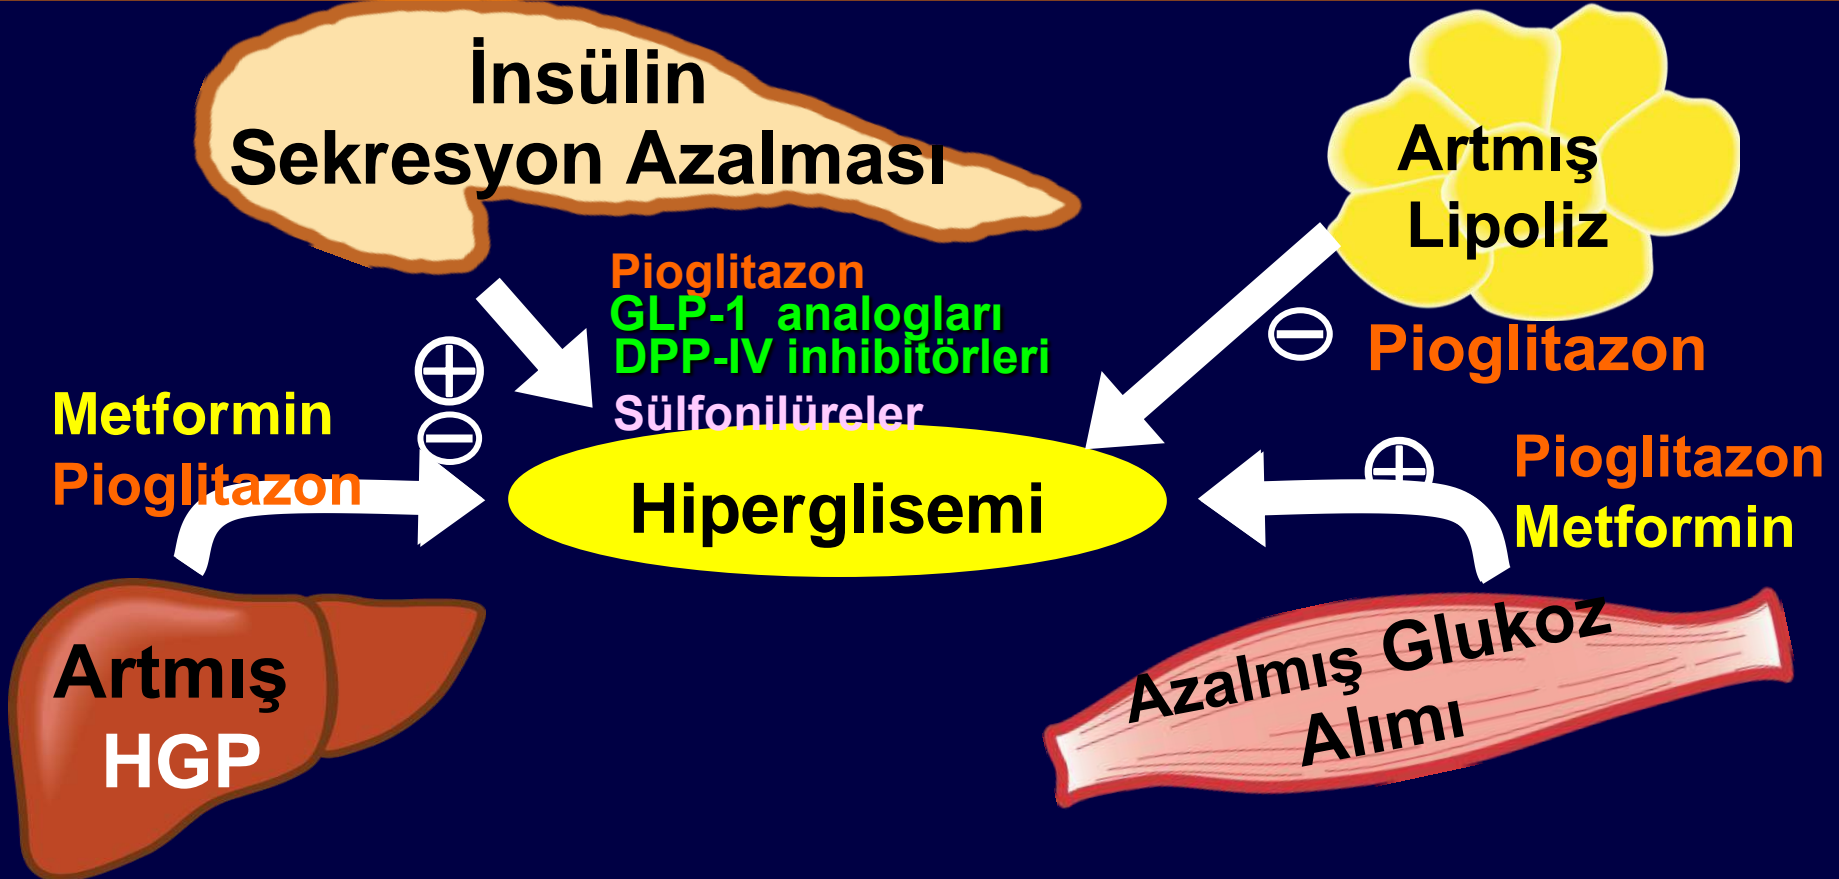 İnsülin
Sekresyon Azalması
Artmış
Lipoliz
Pioglitazon
GLP-1 analogları
DPP-IV inhibitörleri
Sülfonilüreler
Pioglitazon
Metformin
Pioglitazon
Hiperglisemi
Pioglitazon
Metformin
Artmış
HGP
Azalmış Glukoz
Alımı